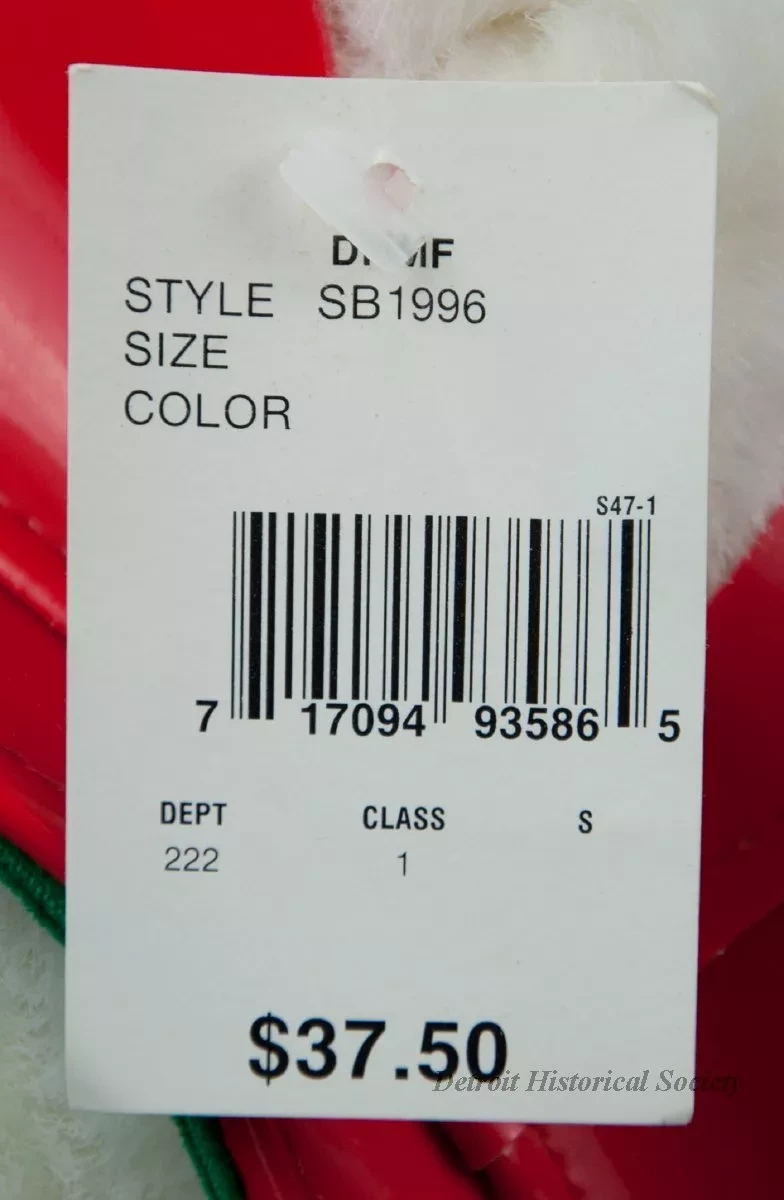 STYLE SB1996
SIZE
COLOR
S47-1
7 17094 93586 5
DEPT CLASS S
222 1
$37.50
Detroit Historical Society